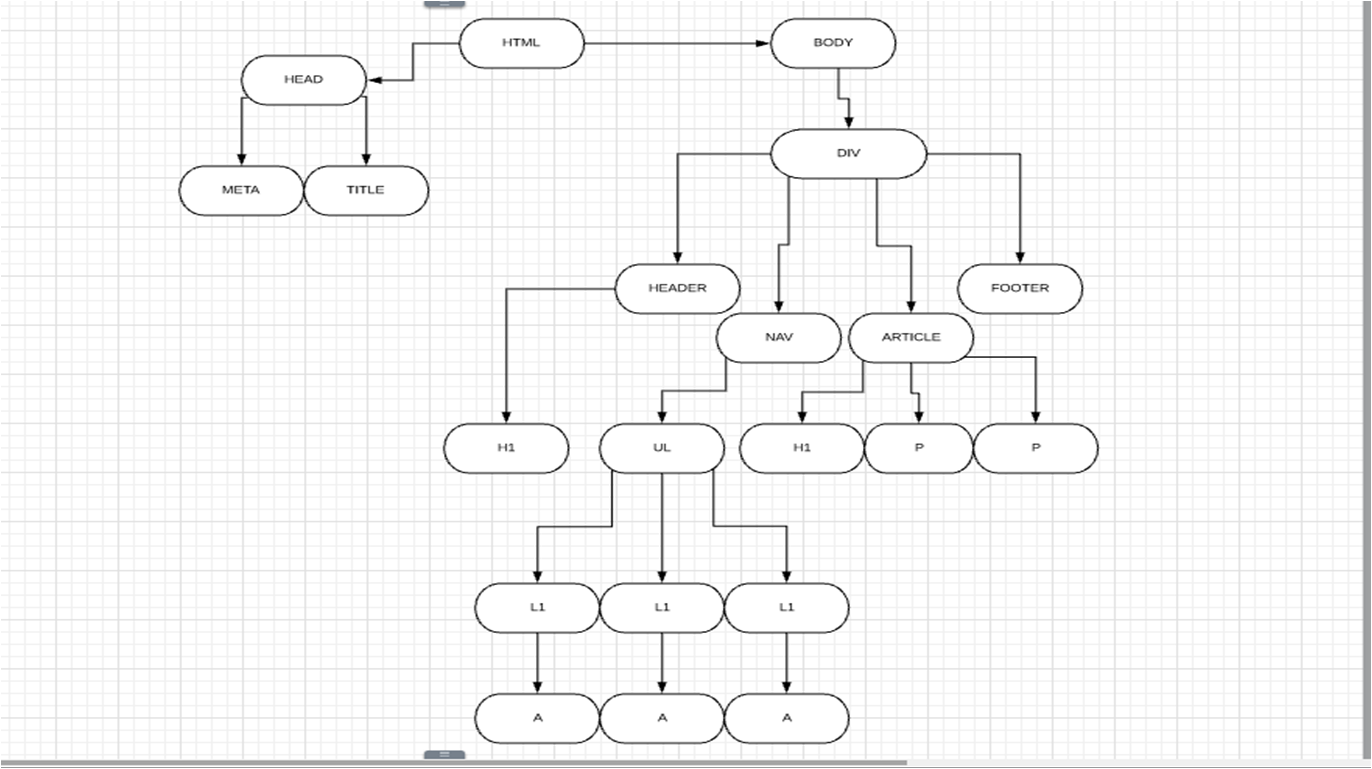 HTML
BODY
HEAD
DIV
META
TITLE
HEADER
FOOTER
NAV
ARTICLE
H1
UL
H1
P
P
L1
L1
L1
A
A
A